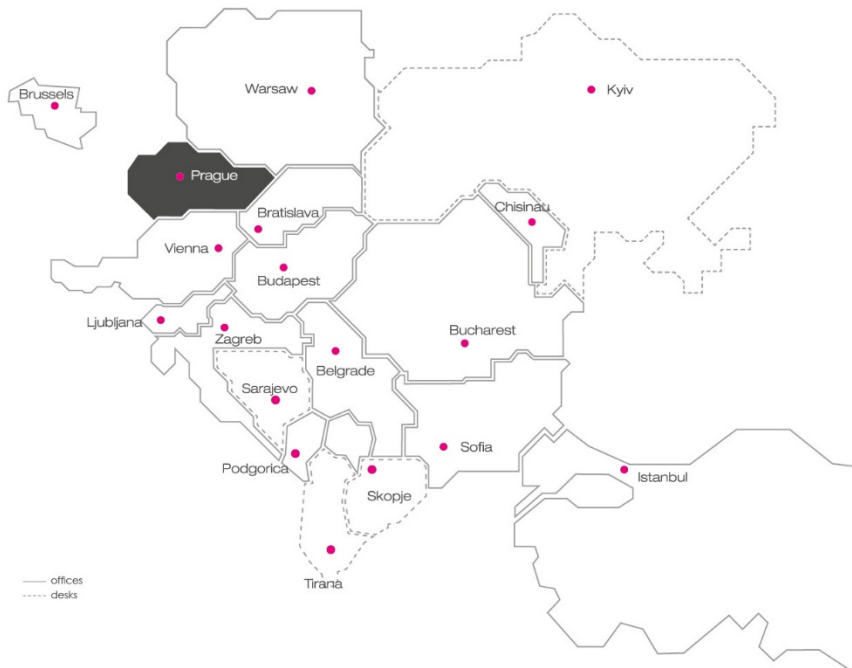 Warsaw
Kyiv
Brussels
Prague
Bratislava
Chisinau
Vienna
Budapest
Ljubljana
Zagreb
Bucharest
Belgrade
Sarajevo
Sofia
Podgorica
Istanbul
Skopje
Tirana
offices
desks